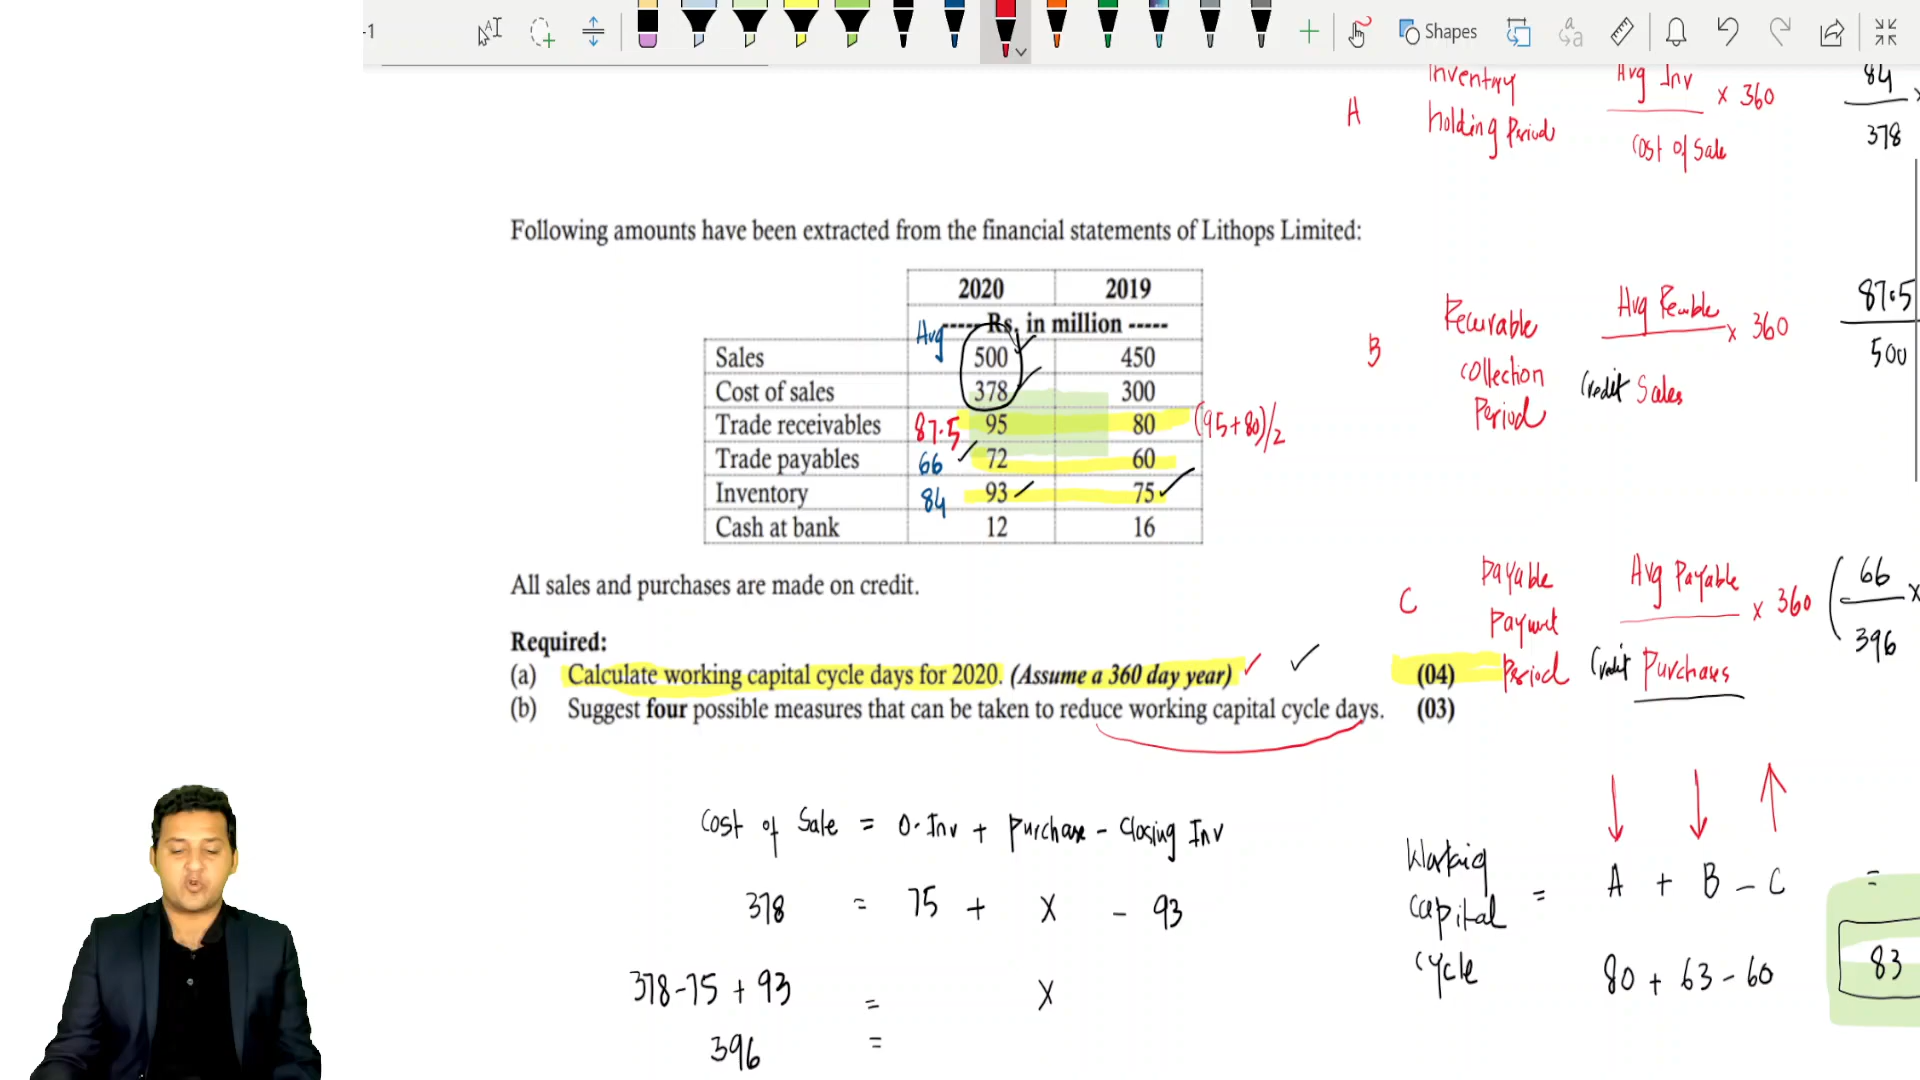 -1
Shapes
Inventry
holding Period
A
Avg Inv
Cost of Sale
x 360
84
378
Following amounts have been extracted from the financial statements of Lithops Limited:
2020 2019
----- Rs. in million -----
Avg
Sales 500 450
Cost of sales 378 300
Trade receivables 87.5 95 80 (95+80)/2
Trade payables 66 72 60
Inventory 84 93 75
Cash at bank 12 16
B
collection
Period
Avg
x 360
Credit Sales
87.5
500
All sales and purchases are made on credit.
Required:
(a) Calculate working capital cycle days for 2020. (Assume a 360 day year) (04)
(b) Suggest four possible measures that can be taken to reduce working capital cycle days. (03)
C
Payable
Period
Avg Payable
x 360
Credit
(66 x
396
Cost of Sale = O.Inv + Purchase - Closing Inv
378 = 75 + X - 93
378-75 + 93 = X
396 =
Working
Capital
Cycle
= A + B - C =
80 + 63 - 60 83